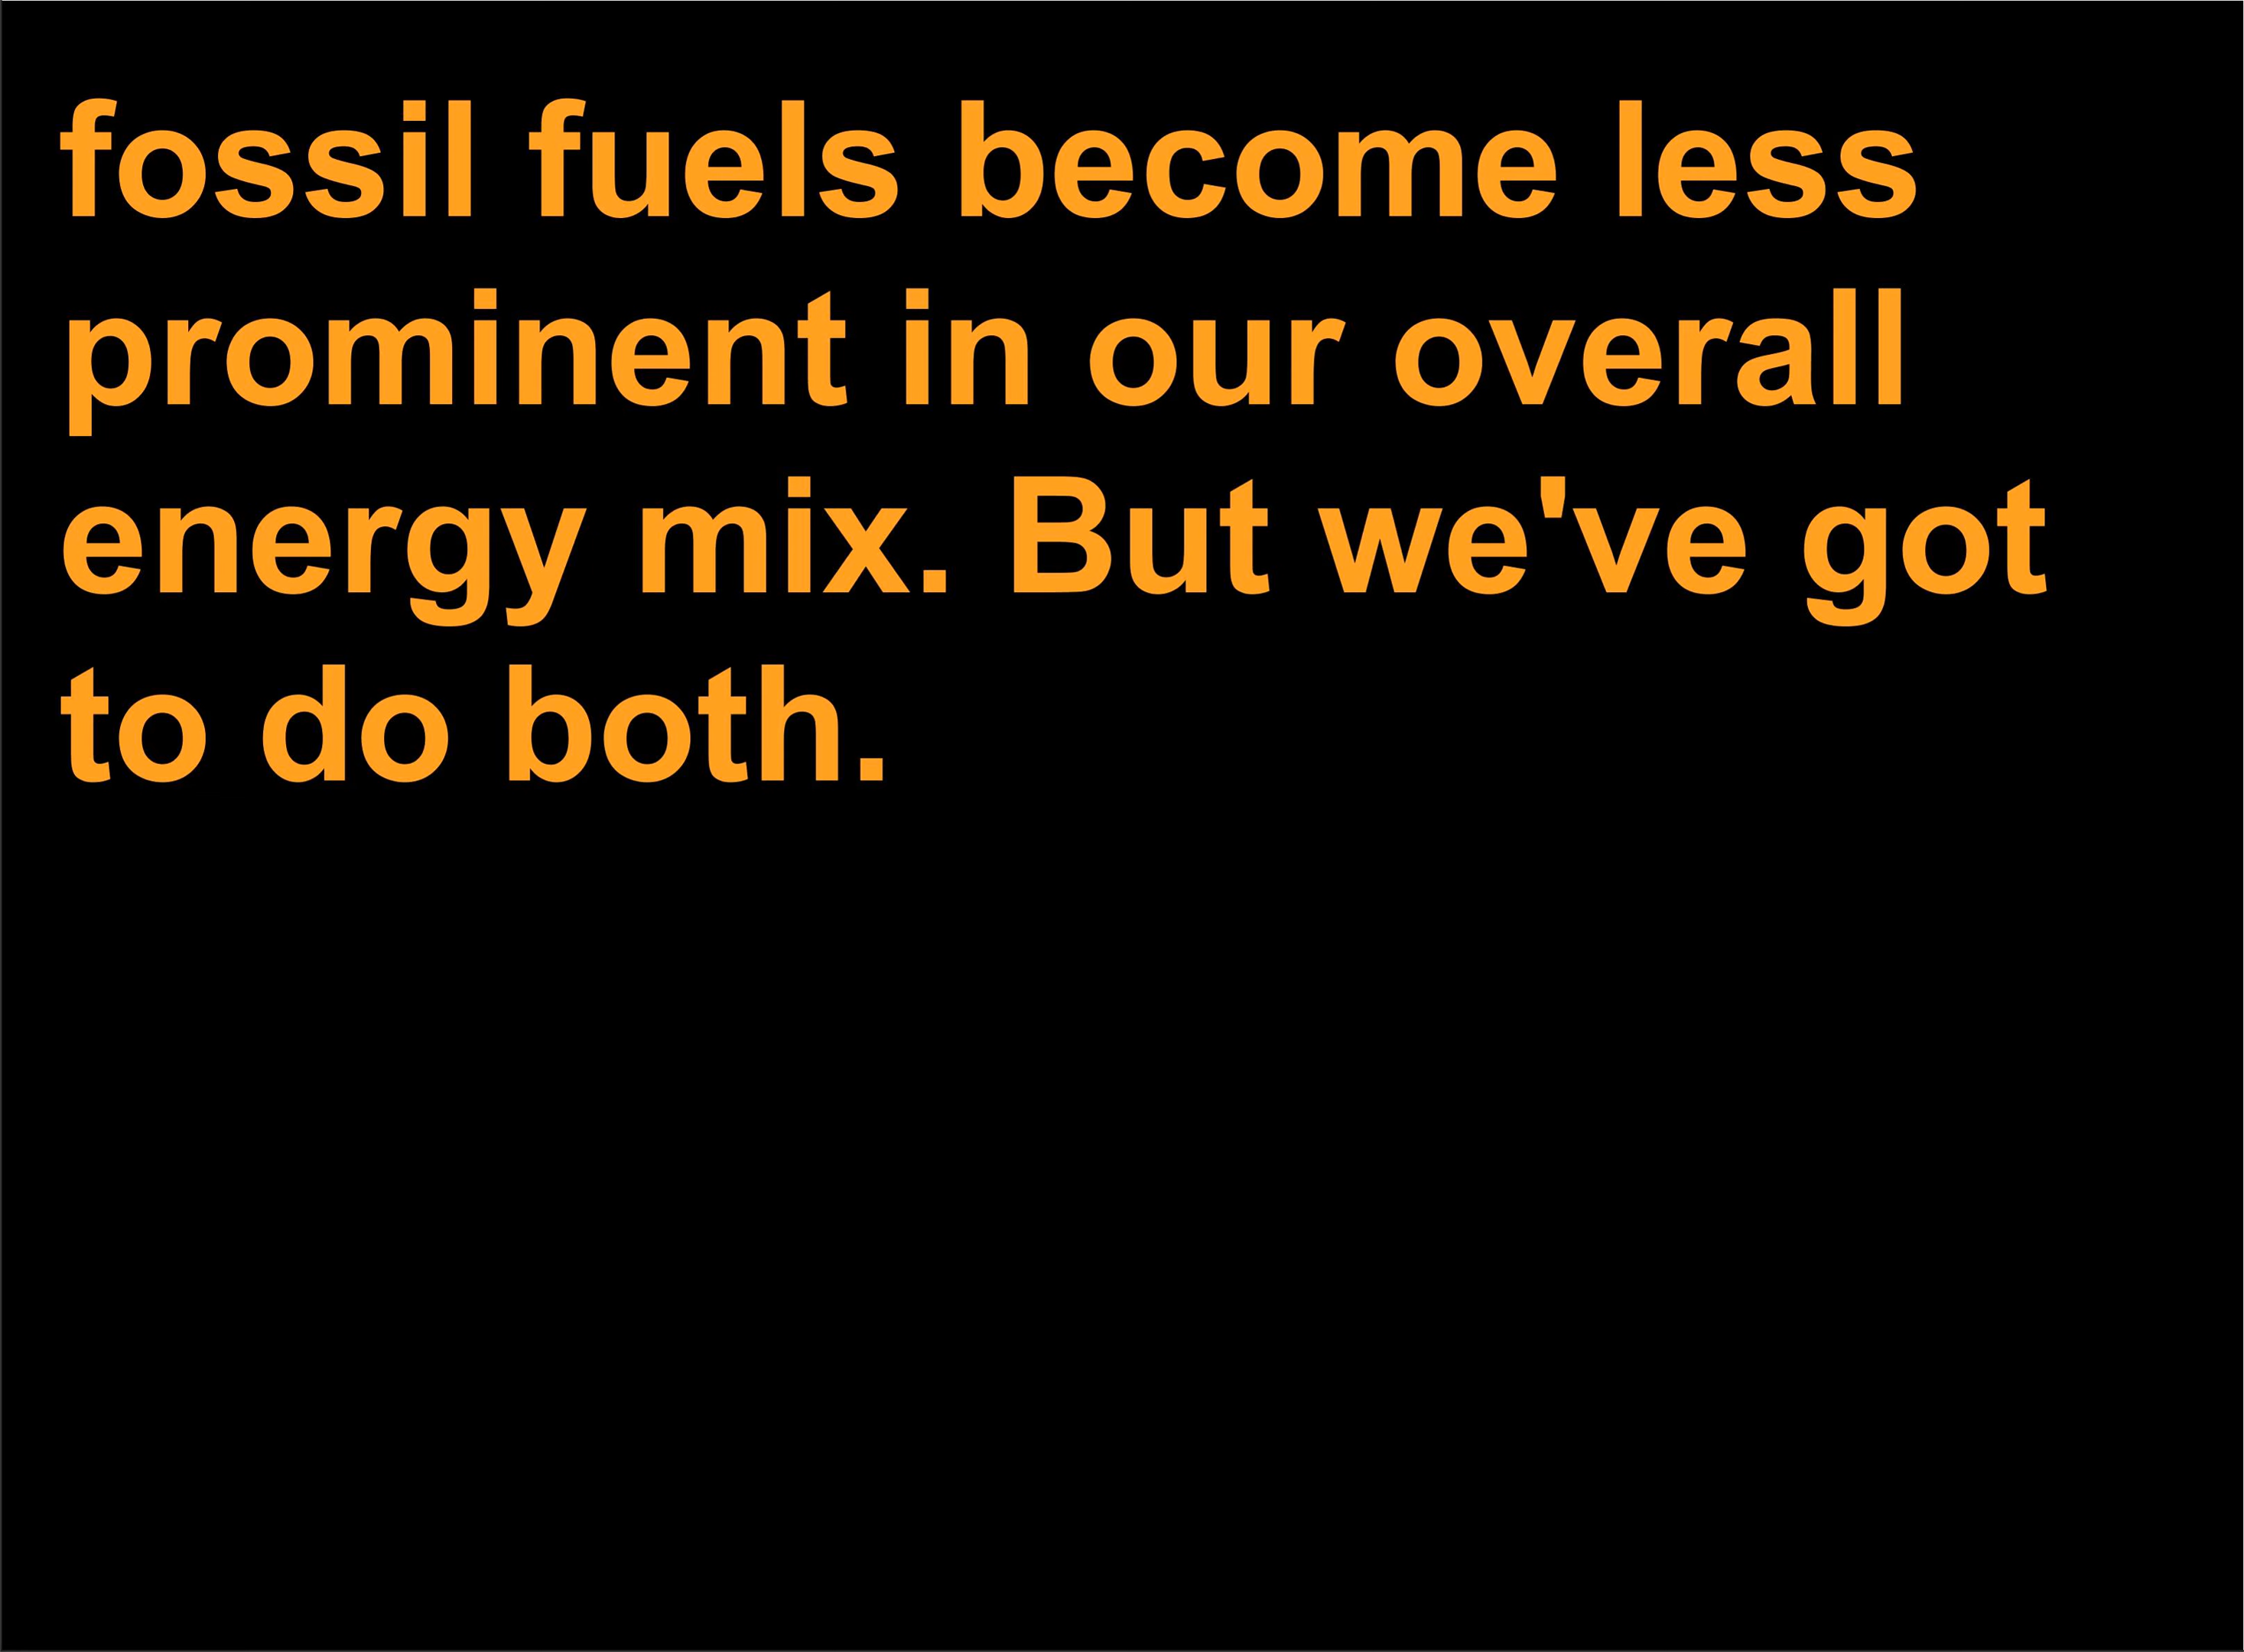 fossil fuels become less
prominent in our overall
energy mix. But we've got
to do both.